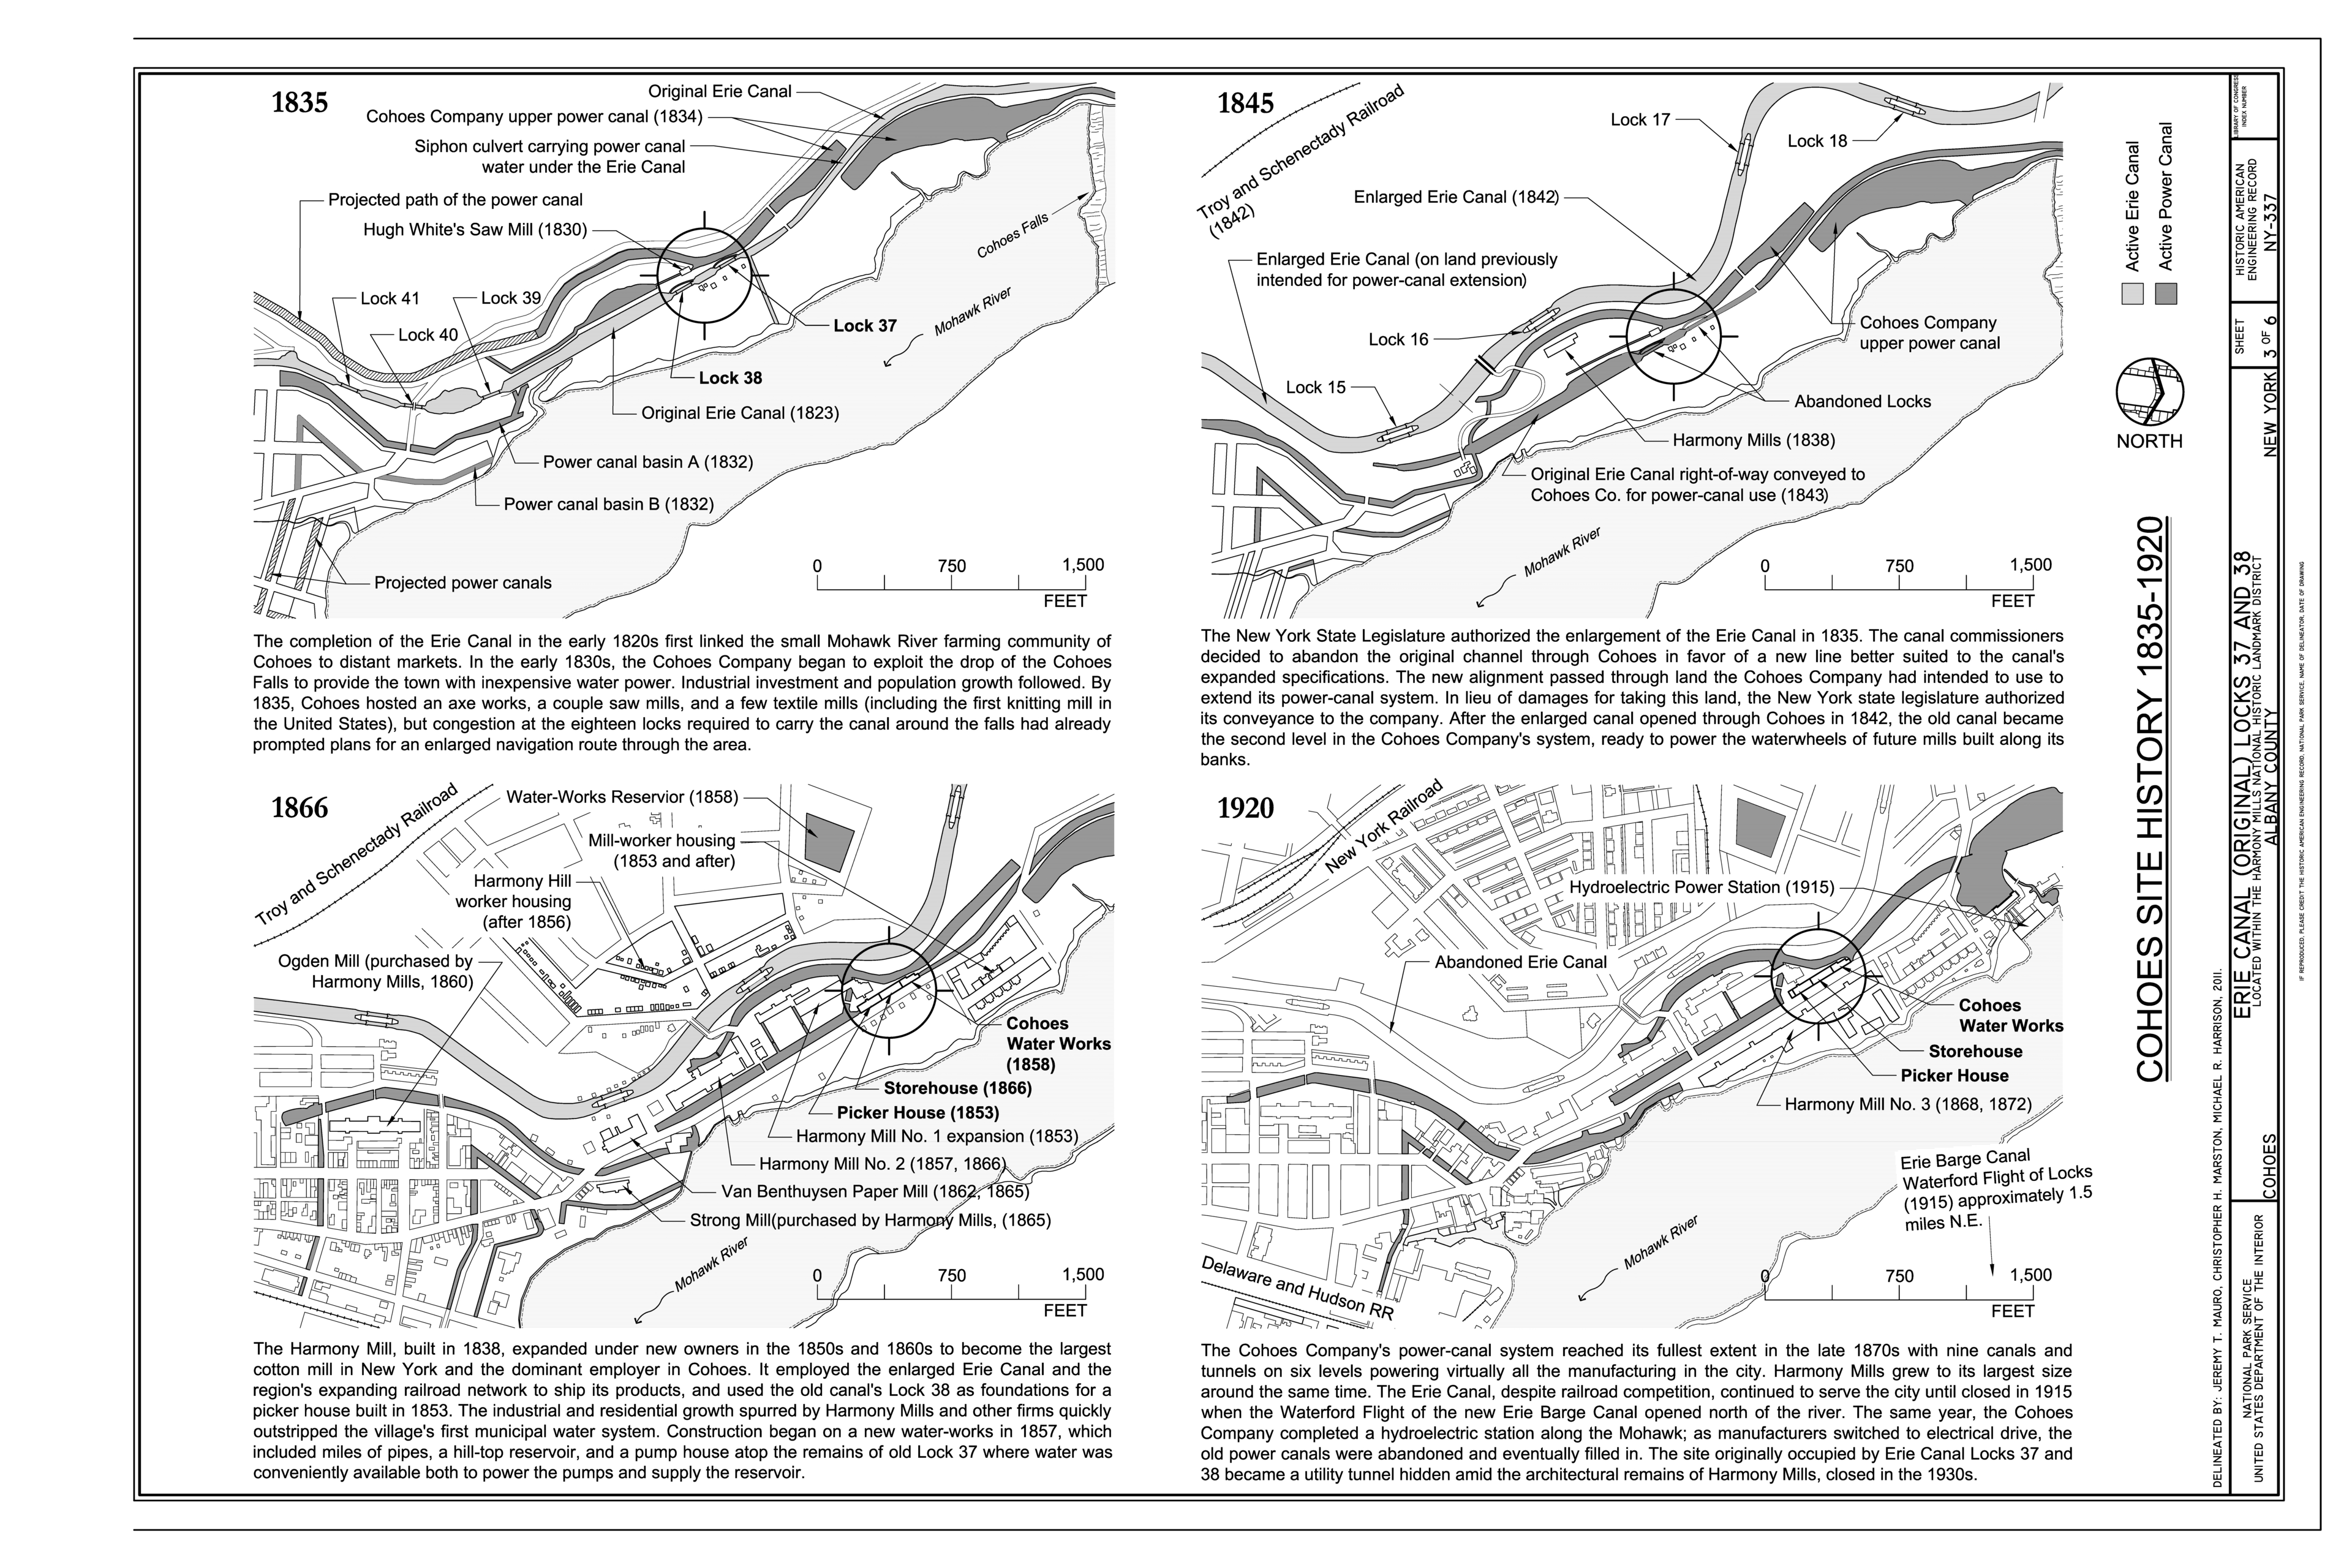 1835
Original Erie Canal
Cohoes Company upper power canal (1834)
Siphon culvert carrying power canal
water under the Erie Canal
Projected path of the power canal
Hugh White's Saw Mill (1830)
Cohoes Falls
Lock 41
Lock 39
Lock 40
Lock 37
Mohawk River
Lock 38
Original Erie Canal (1823)
Power canal basin A (1832)
Power canal basin B (1832)
Projected power canals
0 750 1,500
FEET
The completion of the Erie Canal in the early 1820s first linked the small Mohawk River farming community of
Cohoes to distant markets. In the early 1830s, the Cohoes Company began to exploit the drop of the Cohoes
Falls to provide the town with inexpensive water power. Industrial investment and population growth followed. By
1835, Cohoes hosted an axe works, a couple saw mills, and a few textile mills (including the first knitting mill in
the United States), but congestion at the eighteen locks required to carry the canal around the falls had already
prompted plans for an enlarged navigation route through the area.
1845
Troy and Schenectady Railroad
(1842)
Lock 17
Lock 18
Enlarged Erie Canal (1842)
Enlarged Erie Canal (on land previously
intended for power-canal extension)
Lock 16
Lock 15
Cohoes Company
upper power canal
Abandoned Locks
Harmony Mills (1838)
Original Erie Canal right-of-way conveyed to
Cohoes Co. for power-canal use (1843)
Mohawk River
0 750 1,500
FEET
The New York State Legislature authorized the enlargement of the Erie Canal in 1835. The canal commissioners
decided to abandon the original channel through Cohoes in favor of a new line better suited to the canal's
expanded specifications. The new alignment passed through land the Cohoes Company had intended to use to
extend its power-canal system. In lieu of damages for taking this land, the New York state legislature authorized
its conveyance to the company. After the enlarged canal opened through Cohoes in 1842, the old canal became
the second level in the Cohoes Company's system, ready to power the waterwheels of future mills built along its
banks.
1866
Troy and Schenectady Railroad
Water-Works Reservior (1858)
Mill-worker housing
(1853 and after)
Harmony Hill
worker housing
(after 1856)
Ogden Mill (purchased by
Harmony Mills, 1860)
Cohoes
Water Works
(1858)
Storehouse (1866)
Picker House (1853)
Harmony Mill No. 1 expansion (1853)
Harmony Mill No. 2 (1857, 1866)
Van Benthuysen Paper Mill (1862, 1865)
Strong Mill(purchased by Harmony Mills, (1865)
Mohawk River
0 750 1,500
FEET
The Harmony Mill, built in 1838, expanded under new owners in the 1850s and 1860s to become the largest
cotton mill in New York and the dominant employer in Cohoes. It employed the enlarged Erie Canal and the
region's expanding railroad network to ship its products, and used the old canal's Lock 38 as foundations for a
picker house built in 1853. The industrial and residential growth spurred by Harmony Mills and other firms quickly
outstripped the village's first municipal water system. Construction began on a new water-works in 1857, which
included miles of pipes, a hill-top reservoir, and a pump house atop the remains of old Lock 37 where water was
conveniently available both to power the pumps and supply the reservoir.
1920
New York Railroad
Hydroelectric Power Station (1915)
Abandoned Erie Canal
Cohoes
Water Works
Storehouse
Picker House
Harmony Mill No. 3 (1868, 1872)
Erie Barge Canal
Waterford Flight of Locks
(1915) approximately 1.5
miles N.E.
Mohawk River
Delaware and Hudson RR
0 750 1,500
FEET
The Cohoes Company's power-canal system reached its fullest extent in the late 1870s with nine canals and
tunnels on six levels powering virtually all the manufacturing in the city. Harmony Mills grew to its largest size
around the same time. The Erie Canal, despite railroad competition, continued to serve the city until closed in 1915
when the Waterford Flight of the new Erie Barge Canal opened north of the river. The same year, the Cohoes
Company completed a hydroelectric station along the Mohawk; as manufacturers switched to electrical drive, the
old power canals were abandoned and eventually filled in. The site originally occupied by Erie Canal Locks 37 and
38 became a utility tunnel hidden amid the architectural remains of Harmony Mills, closed in the 1930s.
Active Erie Canal
Active Power Canal
NORTH
COHOES SITE HISTORY 1835-1920
DELINEATED BY: JEREMY T. MAURO, CHRISTOPHER H. MARSTON, MICHAEL R. HARRISON, 2011.
NATIONAL PARK SERVICE
UNITED STATES DEPARTMENT OF THE INTERIOR
ERIE CANAL (ORIGINAL) LOCKS 37 AND 38
LOCATED WITHIN THE HARMONY MILLS NATIONAL HISTORIC LANDMARK DISTRICT
COHOES ALBANY COUNTY NEW YORK
SHEET
3 OF 6
HISTORIC AMERICAN
ENGINEERING RECORD
NY-337
LIBRARY OF CONGRESS
INDEX NUMBER
IF REPRODUCED, PLEASE CREDIT THE HISTORIC AMERICAN ENGINEERING RECORD, NATIONAL PARK SERVICE, NAME OF DELINEATOR, DATE OF DRAWING